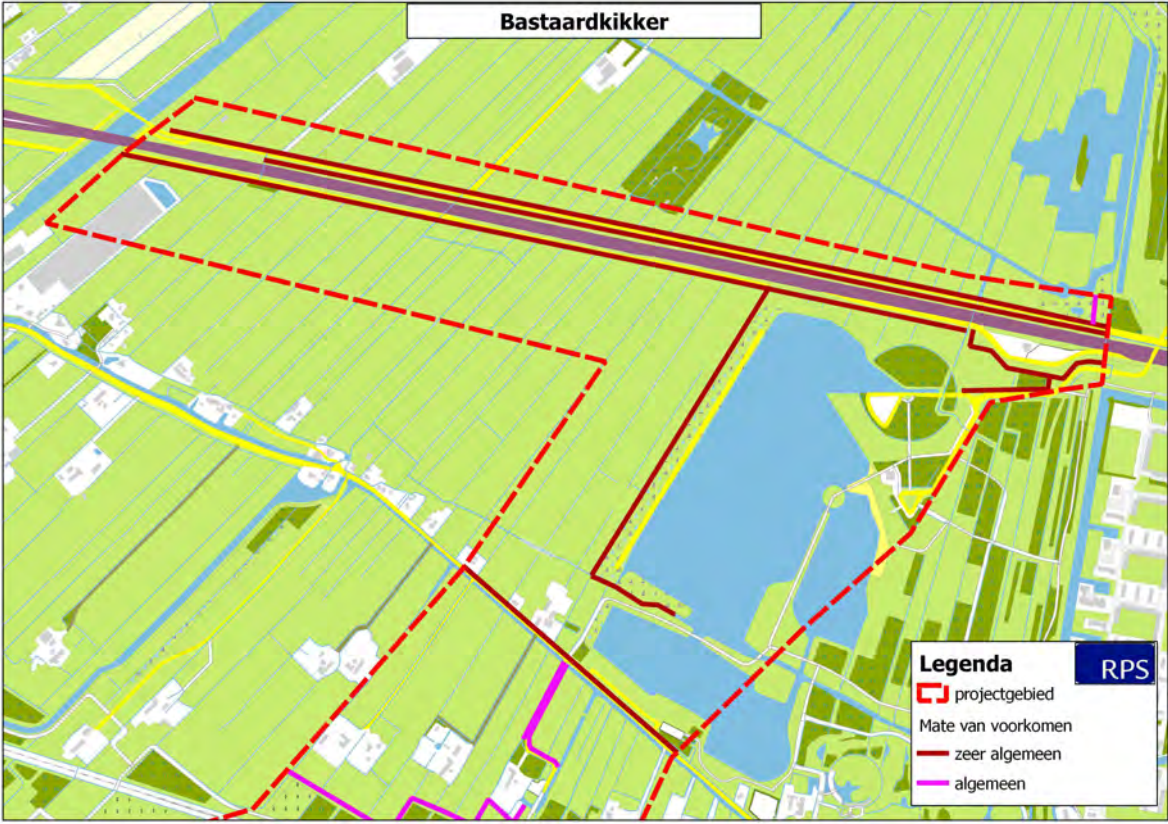 Bastaardkikker
Legenda
RPS
projectgebied
Mate van voorkomen
zeer algemeen
algemeen